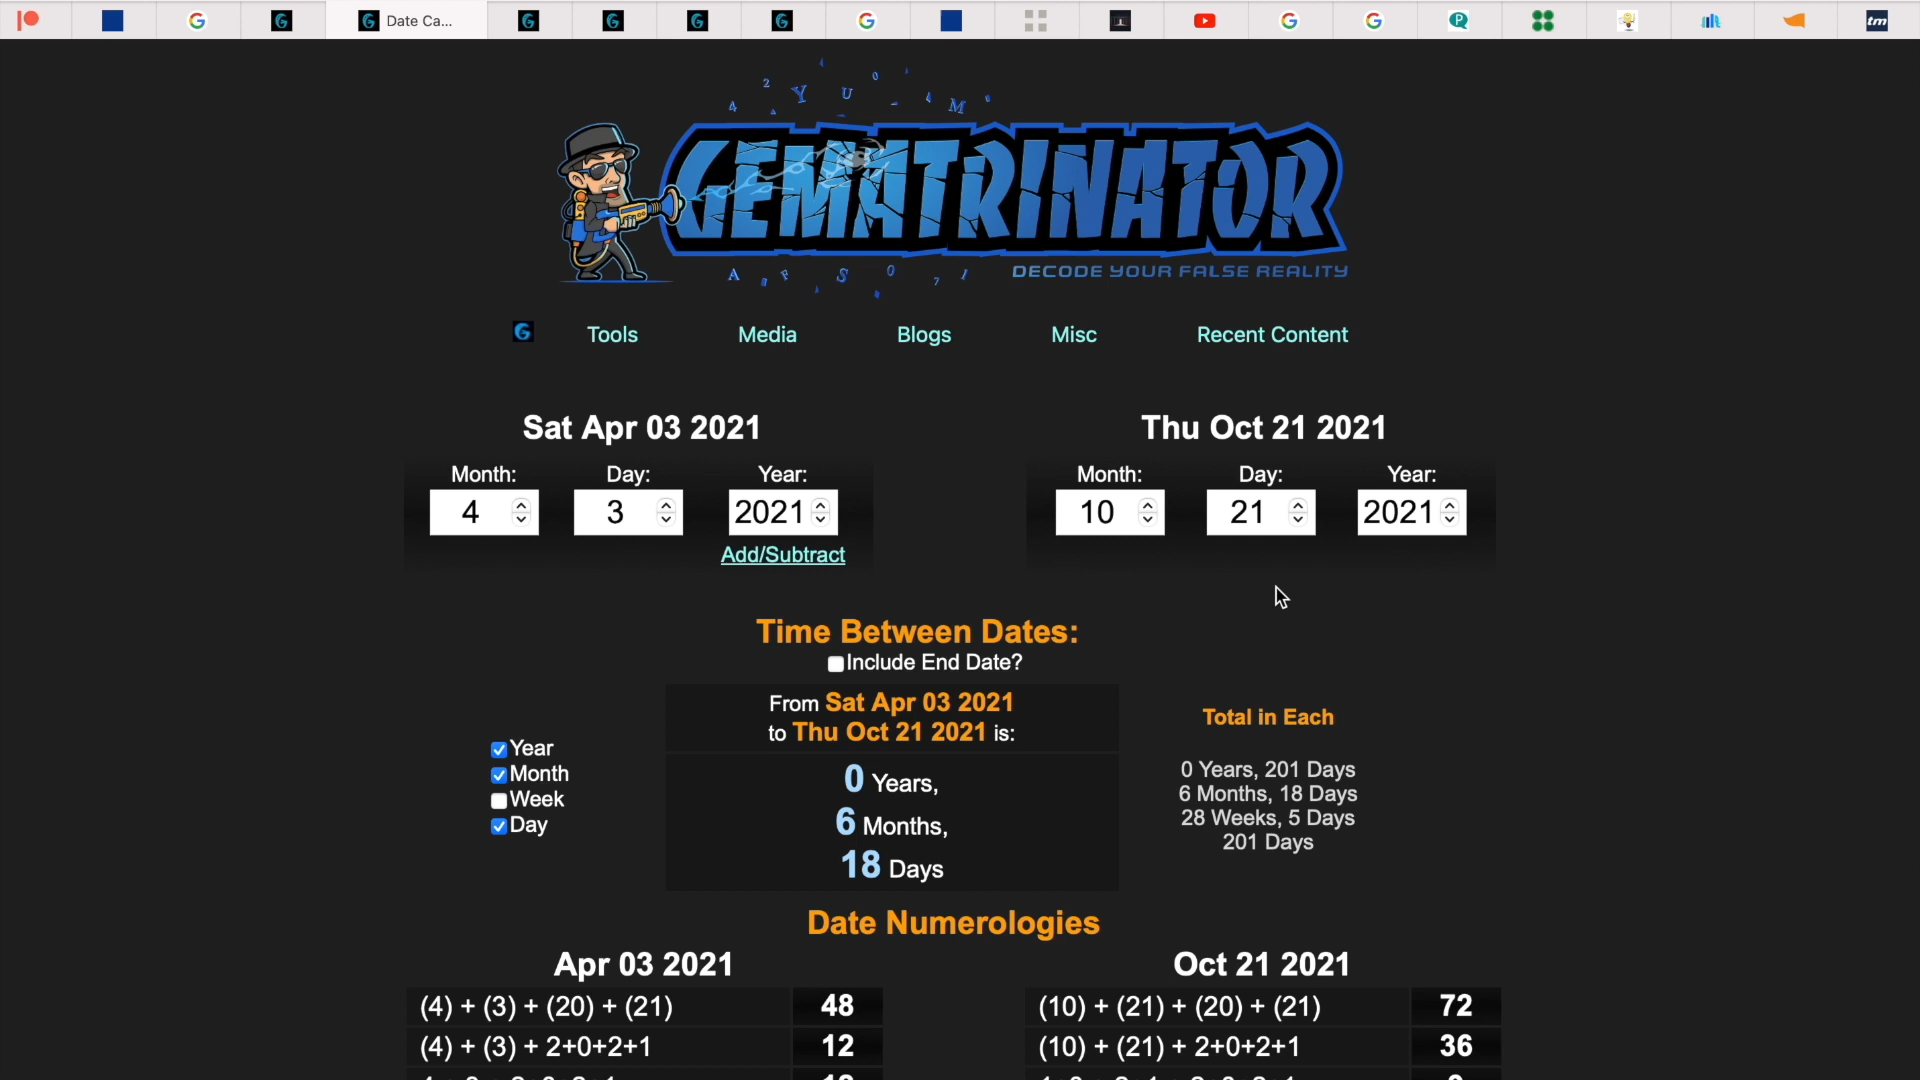 Date Ca...
GEMATRINATOR
DECODE YOUR FALSE REALITY
Tools Media Blogs Misc Recent Content
Sat Apr 03 2021
Thu Oct 21 2021
Month: Day: Year:
4 3 2021
Add/Subtract
Month: Day: Year:
10 21 2021
Time Between Dates:
Include End Date?
From Sat Apr 03 2021
to Thu Oct 21 2021 is:
Year
Month
Week
Day
0 Years,
6 Months,
18 Days
Total in Each
0 Years, 201 Days
6 Months, 18 Days
28 Weeks, 5 Days
201 Days
Date Numerologies
Apr 03 2021
(4) + (3) + (20) + (21) 48
(4) + (3) + 2+0+2+1 12
Oct 21 2021
(10) + (21) + (20) + (21) 72
(10) + (21) + 2+0+2+1 36